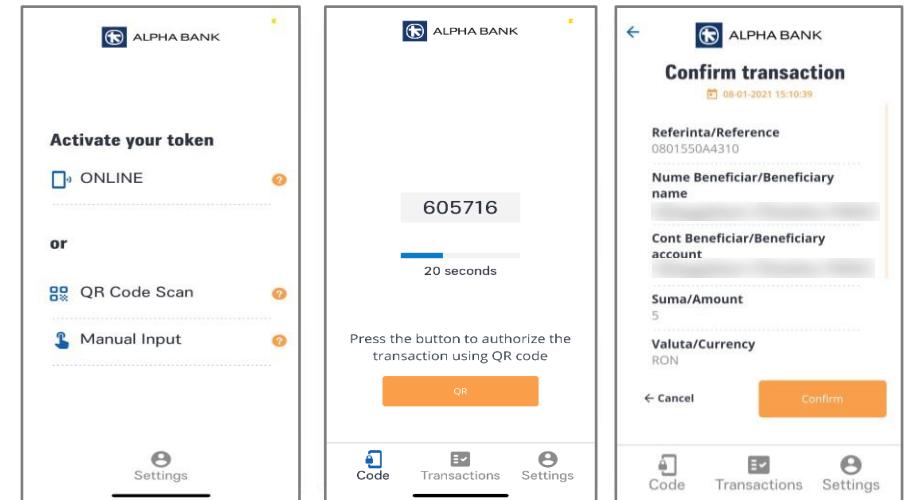 ALPHA BANK
Activate your token
ONLINE
?
or
QR Code Scan
?
Manual Input
?
Settings
ALPHA BANK
605716
20 seconds
Press the button to authorize the
transaction using QR code
QR
Code
Transactions
Settings
ALPHA BANK
Confirm transaction
08-01-2021 15:10:39
Referinta/Reference
0801550A4310
Nume Beneficiar/Beneficiary
name
Cont Beneficiar/Beneficiary
account
Suma/Amount
5
Valuta/Currency
RON
Cancel
Confirm
Code
Transactions
Settings